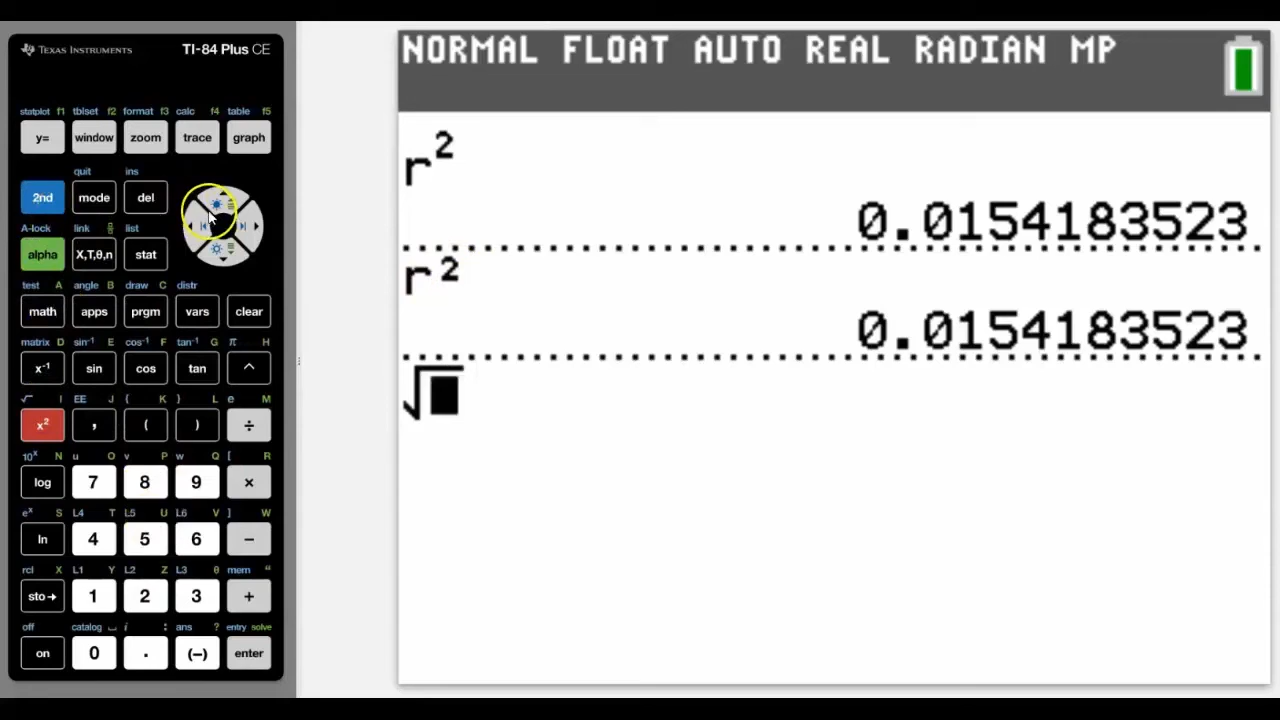 TEXAS INSTRUMENTS TI-84 Plus CE
statplot f1 tblset f2 format f3 calc f4 table f5
y= window zoom trace graph
quit ins
2nd mode del
A-lock link list
alpha X,T,θ,n stat
test A angle B draw C distr
math apps prgm vars clear
matrix D sin⁻¹ E cos⁻¹ F tan⁻¹ G π H
x⁻¹ sin cos tan ^
√ I EE J { K } L e M
x² , ( ) ÷
10ˣ N u O v P w Q [ R
log 7 8 9 ×
eˣ S L4 T L5 U L6 V ] W
ln 4 5 6 −
rcl X L1 Y L2 Z L3 θ mem “
sto→ 1 2 3 +
off catalog ⎵ i : ans ? entry solve
on 0 . (−) enter
NORMAL FLOAT AUTO REAL RADIAN MP
r²
0.0154183523
r²
0.0154183523
√